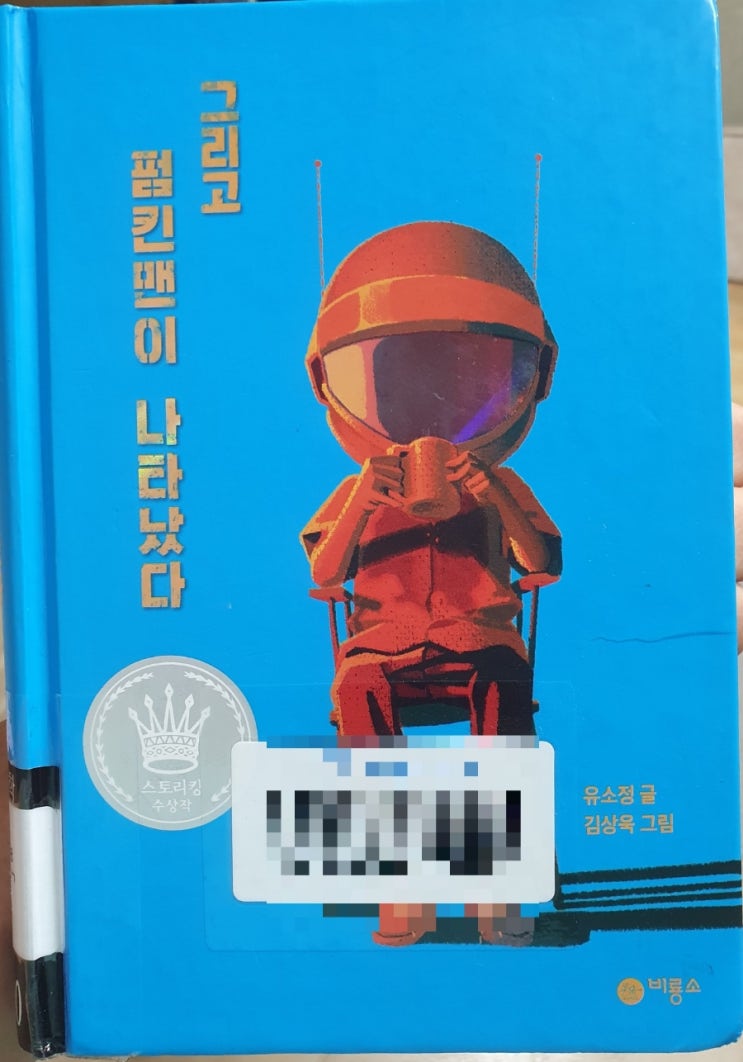 그리고
펌킨맨이 나타났다
스토리킹
수상작
유소정 글
김상욱 그림
비룡소